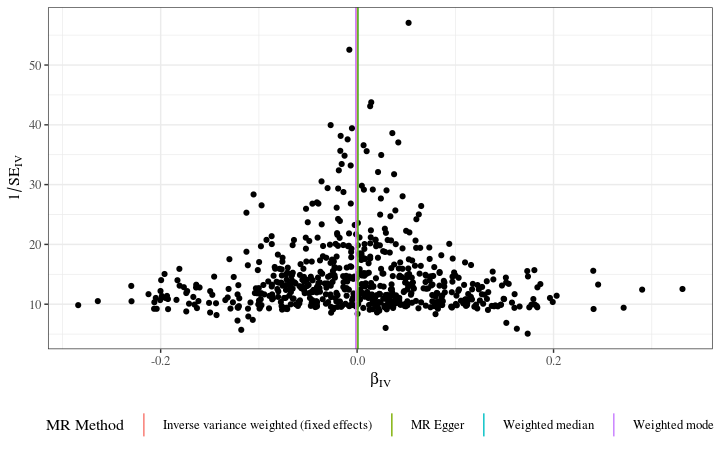 50
40
30
20
10
1/SE_IV
-0.2
0.0
0.2
β_IV
MR Method
Inverse variance weighted (fixed effects)
MR Egger
Weighted median
Weighted mode